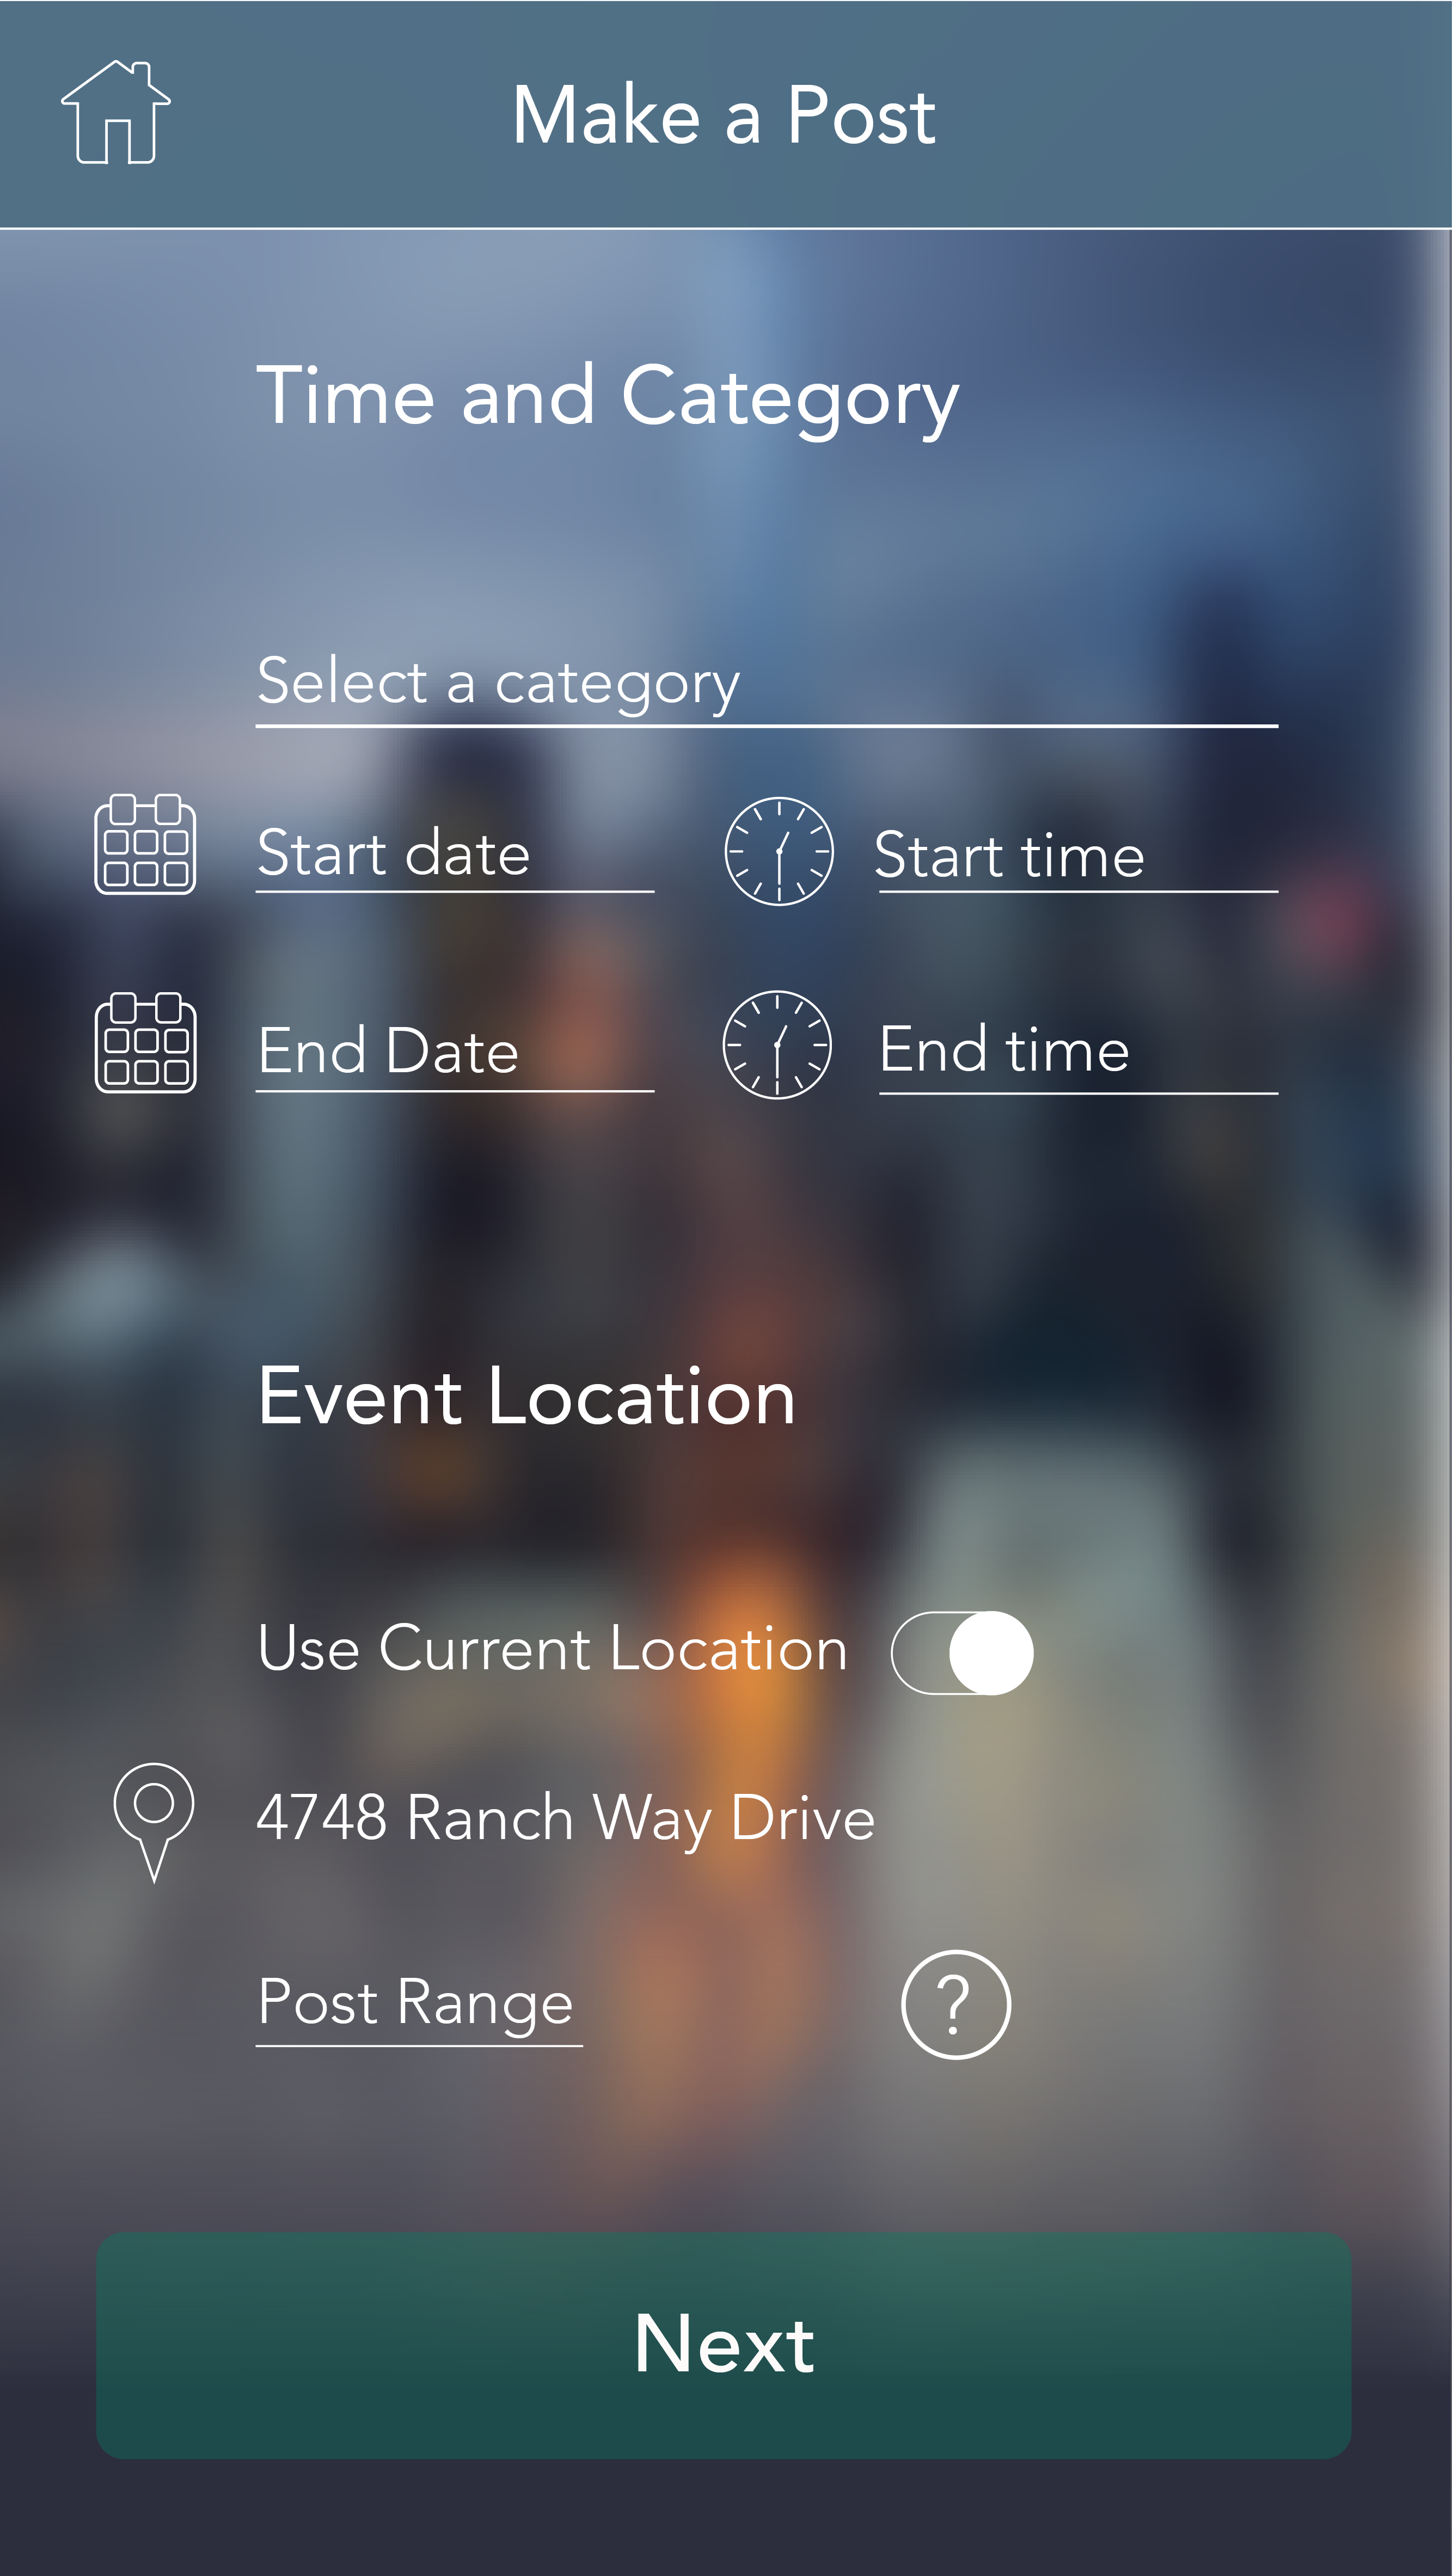 Make a Post
Time and Category
Select a category
Start date
Start time
End Date
End time
Event Location
Use Current Location
4748 Ranch Way Drive
Post Range
?
Next